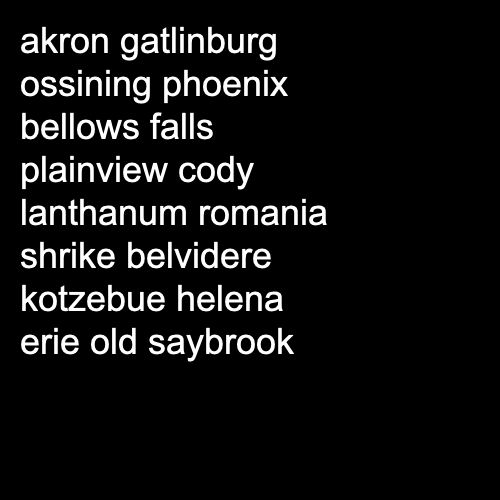 akron gatlinburg
ossining phoenix
bellows falls
plainview cody
lanthanum romania
shrike belvidere
kotzebue helena
erie old saybrook